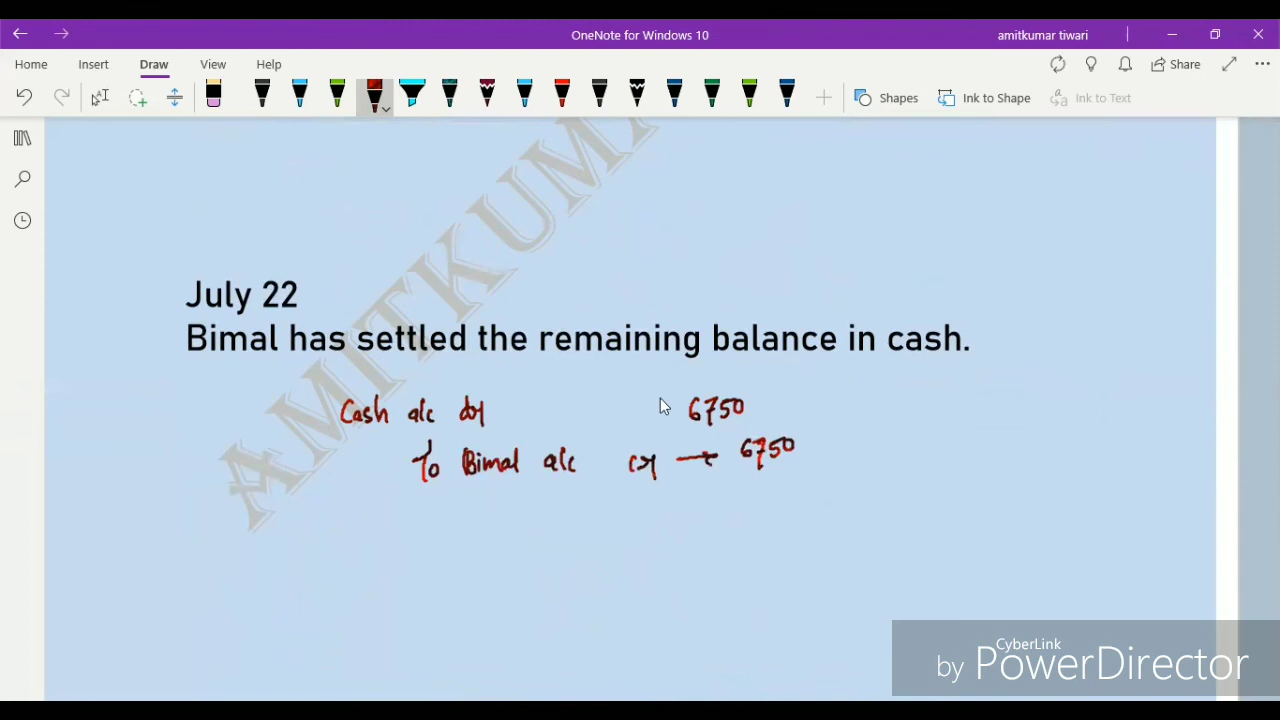 OneNote for Windows 10
amitkumar tiwari
Home Insert Draw View Help
Share
Shapes Ink to Shape Ink to Text
AMITKUMA
July 22
Bimal has settled the remaining balance in cash.
Cash a/c dr 6750
To Bimal a/c cr → 6750
CyberLink
by PowerDirector